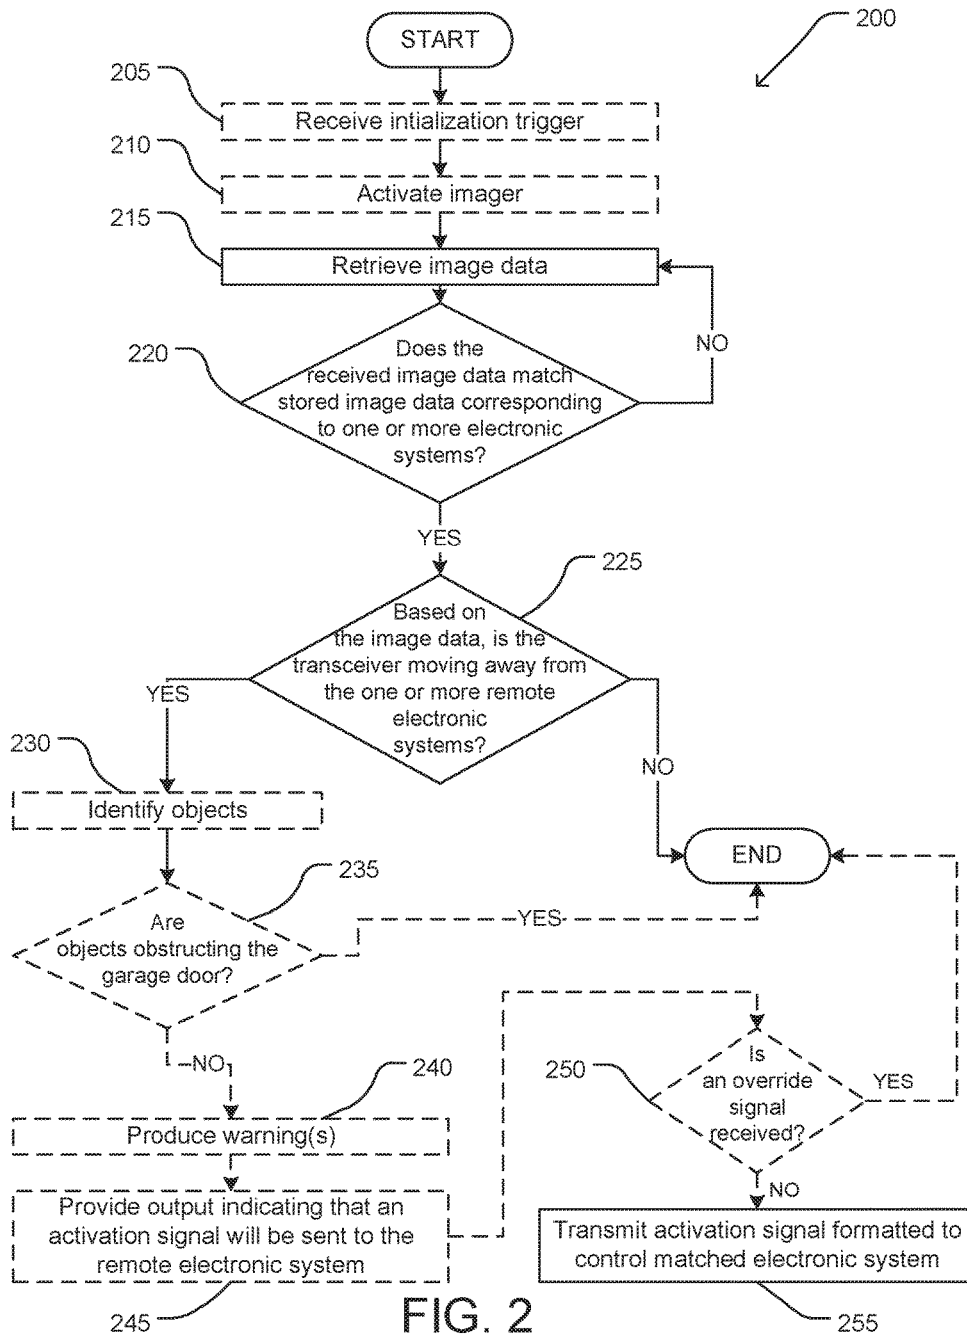 START
200
205
Receive intialization trigger
210
Activate imager
215
Retrieve image data
220
Does the
received image data match
stored image data corresponding
to one or more electronic
systems?
NO
YES
225
Based on
the image data, is the
transceiver moving away from
the one or more remote
electronic
systems?
YES
NO
230
Identify objects
END
235
Are
objects obstructing the
garage door?
YES
NO
240
Produce warning(s)
250
Is
an override
signal
received?
YES
NO
Provide output indicating that an
activation signal will be sent to the
remote electronic system
245
Transmit activation signal formatted to
control matched electronic system
255
FIG. 2